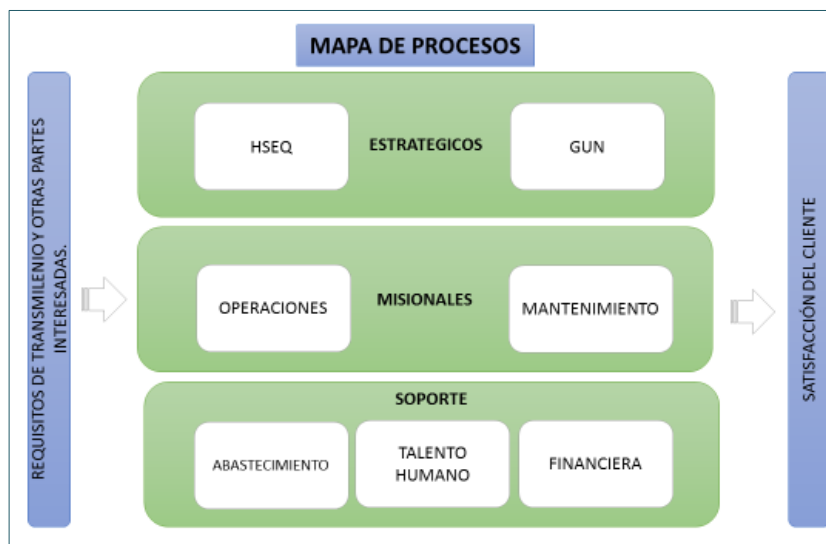 MAPA DE PROCESOS
REQUISITOS DE TRANSMILENIO Y OTRAS PARTES
INTERESADAS.
HSEQ
ESTRATEGICOS
GUN
OPERACIONES
MISIONALES
MANTENIMIENTO
SOPORTE
ABASTECIMIENTO
TALENTO
HUMANO
FINANCIERA
SATISFACCIÓN DEL CLIENTE